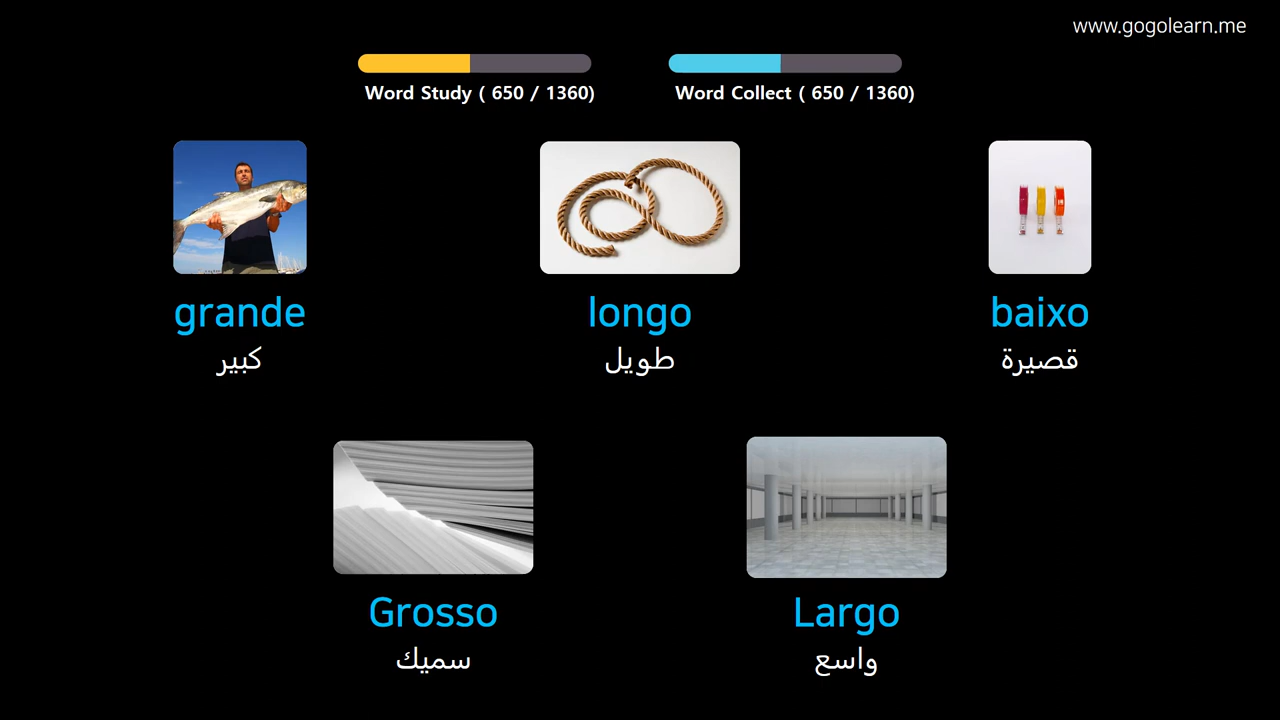 www.gogolearn.me
Word Study ( 650 / 1360)
Word Collect ( 650 / 1360)
grande
كبير
longo
طويل
baixo
قصيرة
Grosso
سميك
Largo
واسع